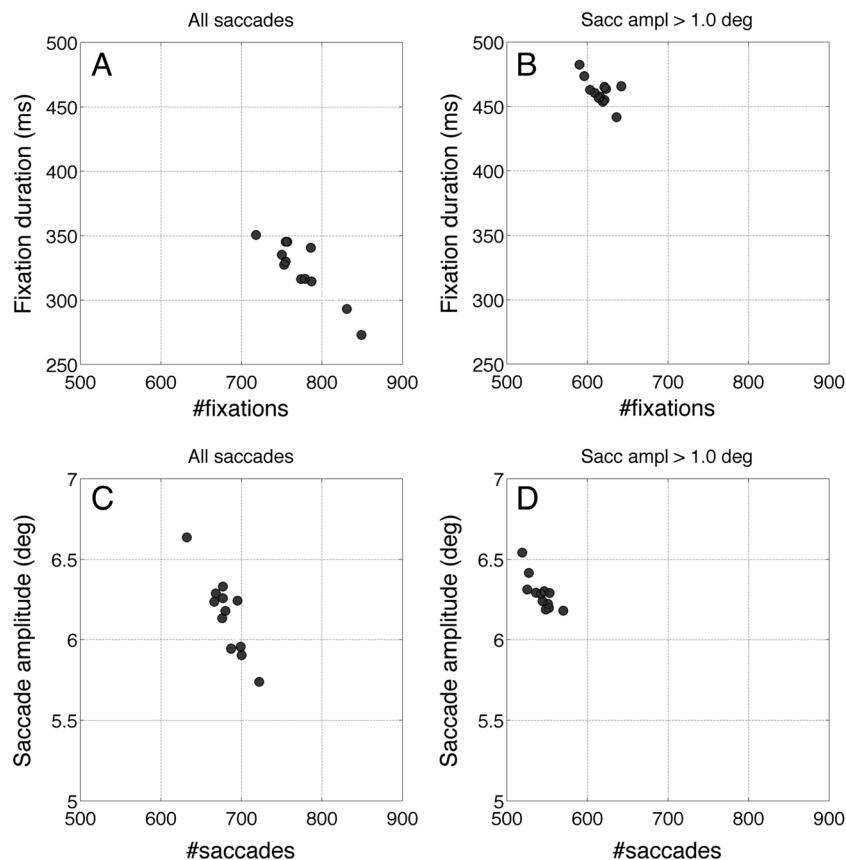 All saccades
A
Fixation duration (ms)
500
450
400
350
300
250
500 600 700 800 900
#fixations
Sacc ampl > 1.0 deg
B
Fixation duration (ms)
500
450
400
350
300
250
500 600 700 800 900
#fixations
All saccades
C
Saccade amplitude (deg)
7
6.5
6
5.5
5
500 600 700 800 900
#saccades
Sacc ampl > 1.0 deg
D
Saccade amplitude (deg)
7
6.5
6
5.5
5
500 600 700 800 900
#saccades